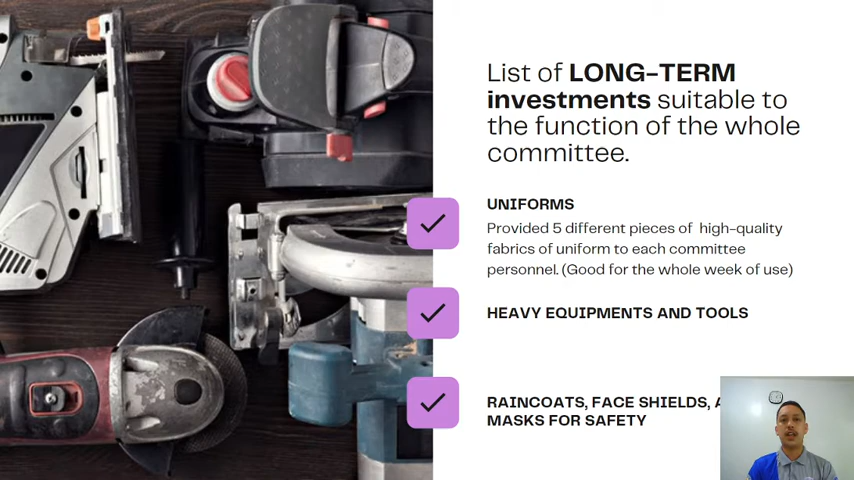 List of LONG-TERM
investments suitable to
the function of the whole
committee.
UNIFORMS
Provided 5 different pieces of high-quality
fabrics of uniform to each committee
personnel. (Good for the whole week of use)
HEAVY EQUIPMENTS AND TOOLS
RAINCOATS, FACE SHIELDS,
MASKS FOR SAFETY